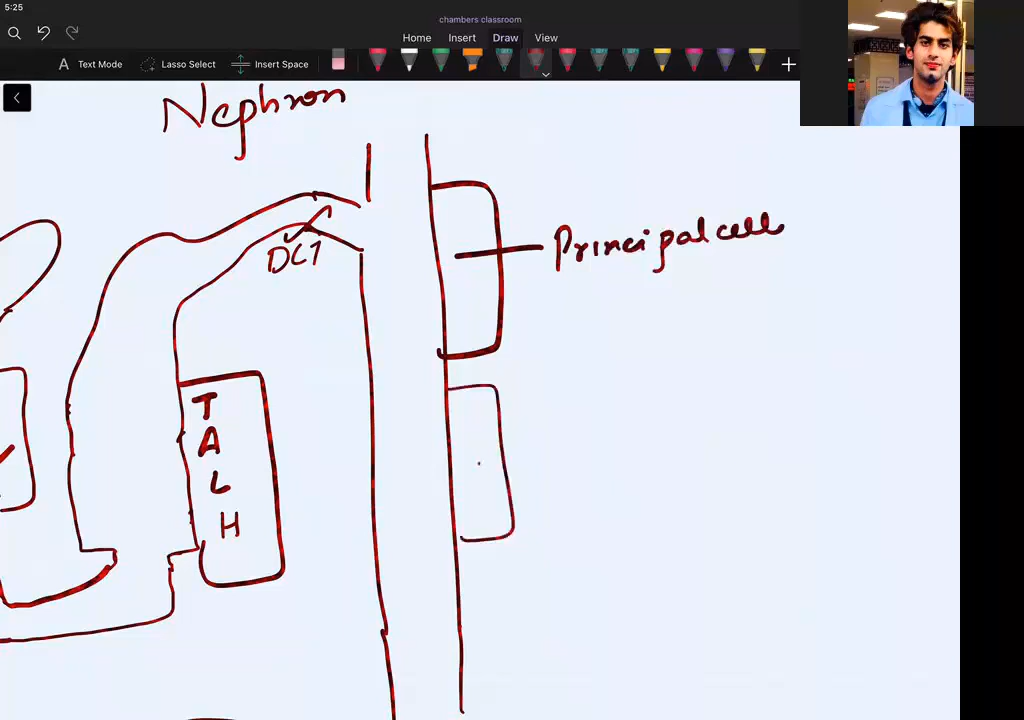 5:25
chambers classroom
Home Insert Draw View
Text Mode Lasso Select Insert Space
Nephron
DCT
Principal cell
T
A
L
H